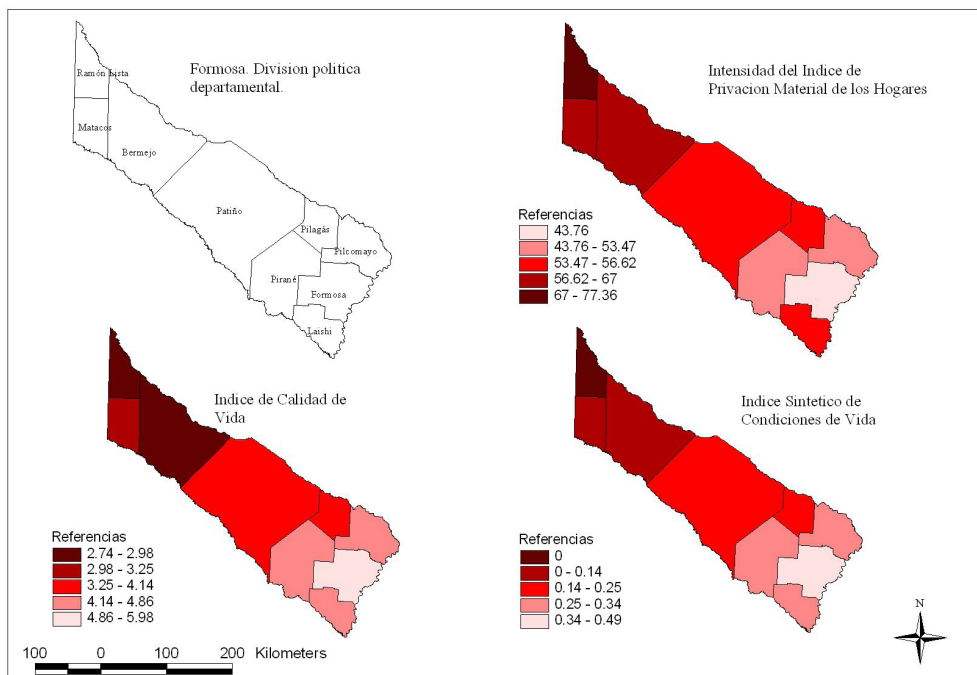 Formosa. Division politica
departamental.
Ramón Lista
Matacos
Bermejo
Patiño
Pilagás
Pilcomayo
Pirané
Formosa
Laishi
Intensidad del Indice de
Privacion Material de los Hogares
Referencias
43.76
43.76 - 53.47
53.47 - 56.62
56.62 - 67
67 - 77.36
Indice de Calidad de
Vida
Referencias
2.74 - 2.98
2.98 - 3.25
3.25 - 4.14
4.14 - 4.86
4.86 - 5.98
Indice Sintetico de
Condiciones de Vida
Referencias
0
0 - 0.14
0.14 - 0.25
0.25 - 0.34
0.34 - 0.49
100 0 100 200 Kilometers
N